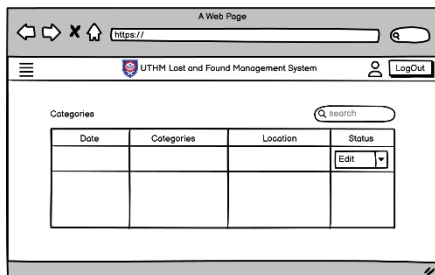 A Web Page
https://
UTHM Lost and Found Management System
LogOut
Categories
search
Date Categories Location Status
Edit